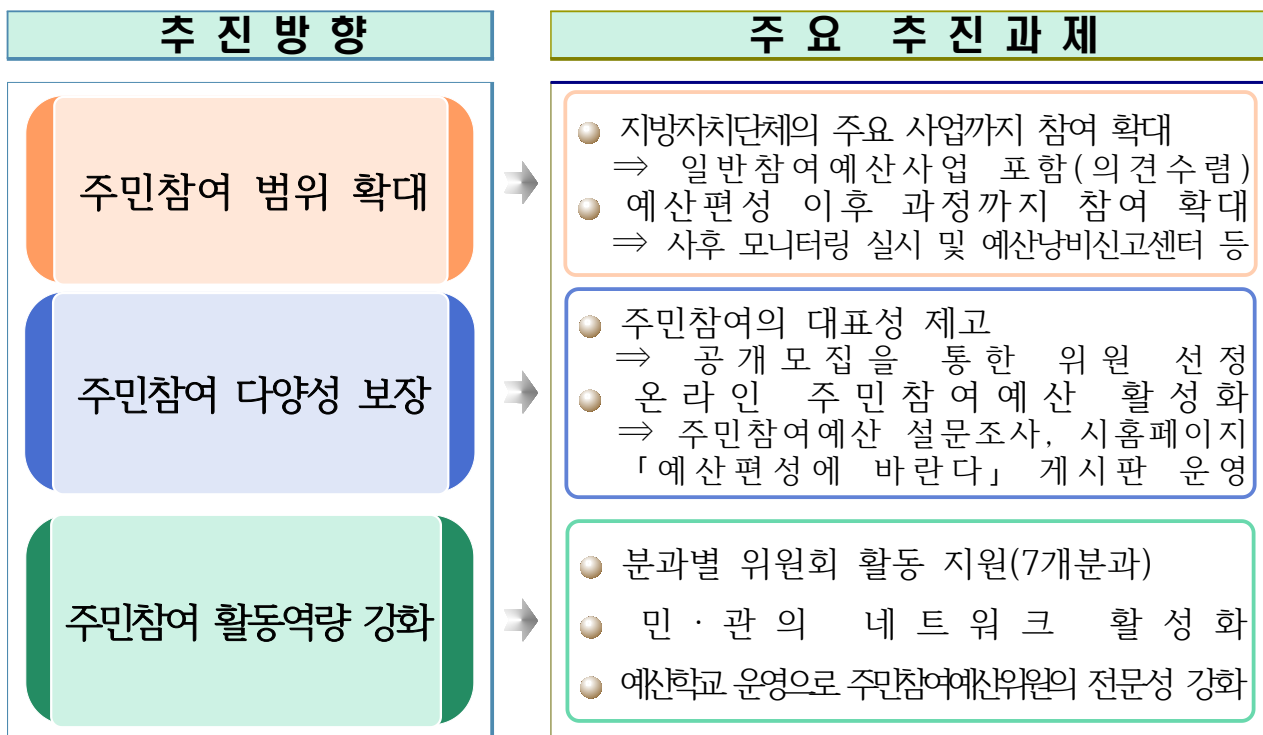 추진방향
주요 추진과제
주민참여 범위 확대
지방자치단체의 주요 사업까지 참여 확대
⇒ 일반참여예산사업 포함(의견수렴)
예산편성 이후 과정까지 참여 확대
⇒ 사후 모니터링 실시 및 예산낭비신고센터 등
주민참여 다양성 보장
주민참여의 대표성 제고
⇒ 공개모집을 통한 위원 선정
온라인 주민참여예산 활성화
⇒ 주민참여예산 설문조사, 시홈페이지
「예산편성에 바란다」 게시판 운영
주민참여 활동역량 강화
분과별 위원회 활동 지원(7개분과)
민·관의 네트워크 활성화
예산학교 운영으로 주민참여예산위원의 전문성 강화